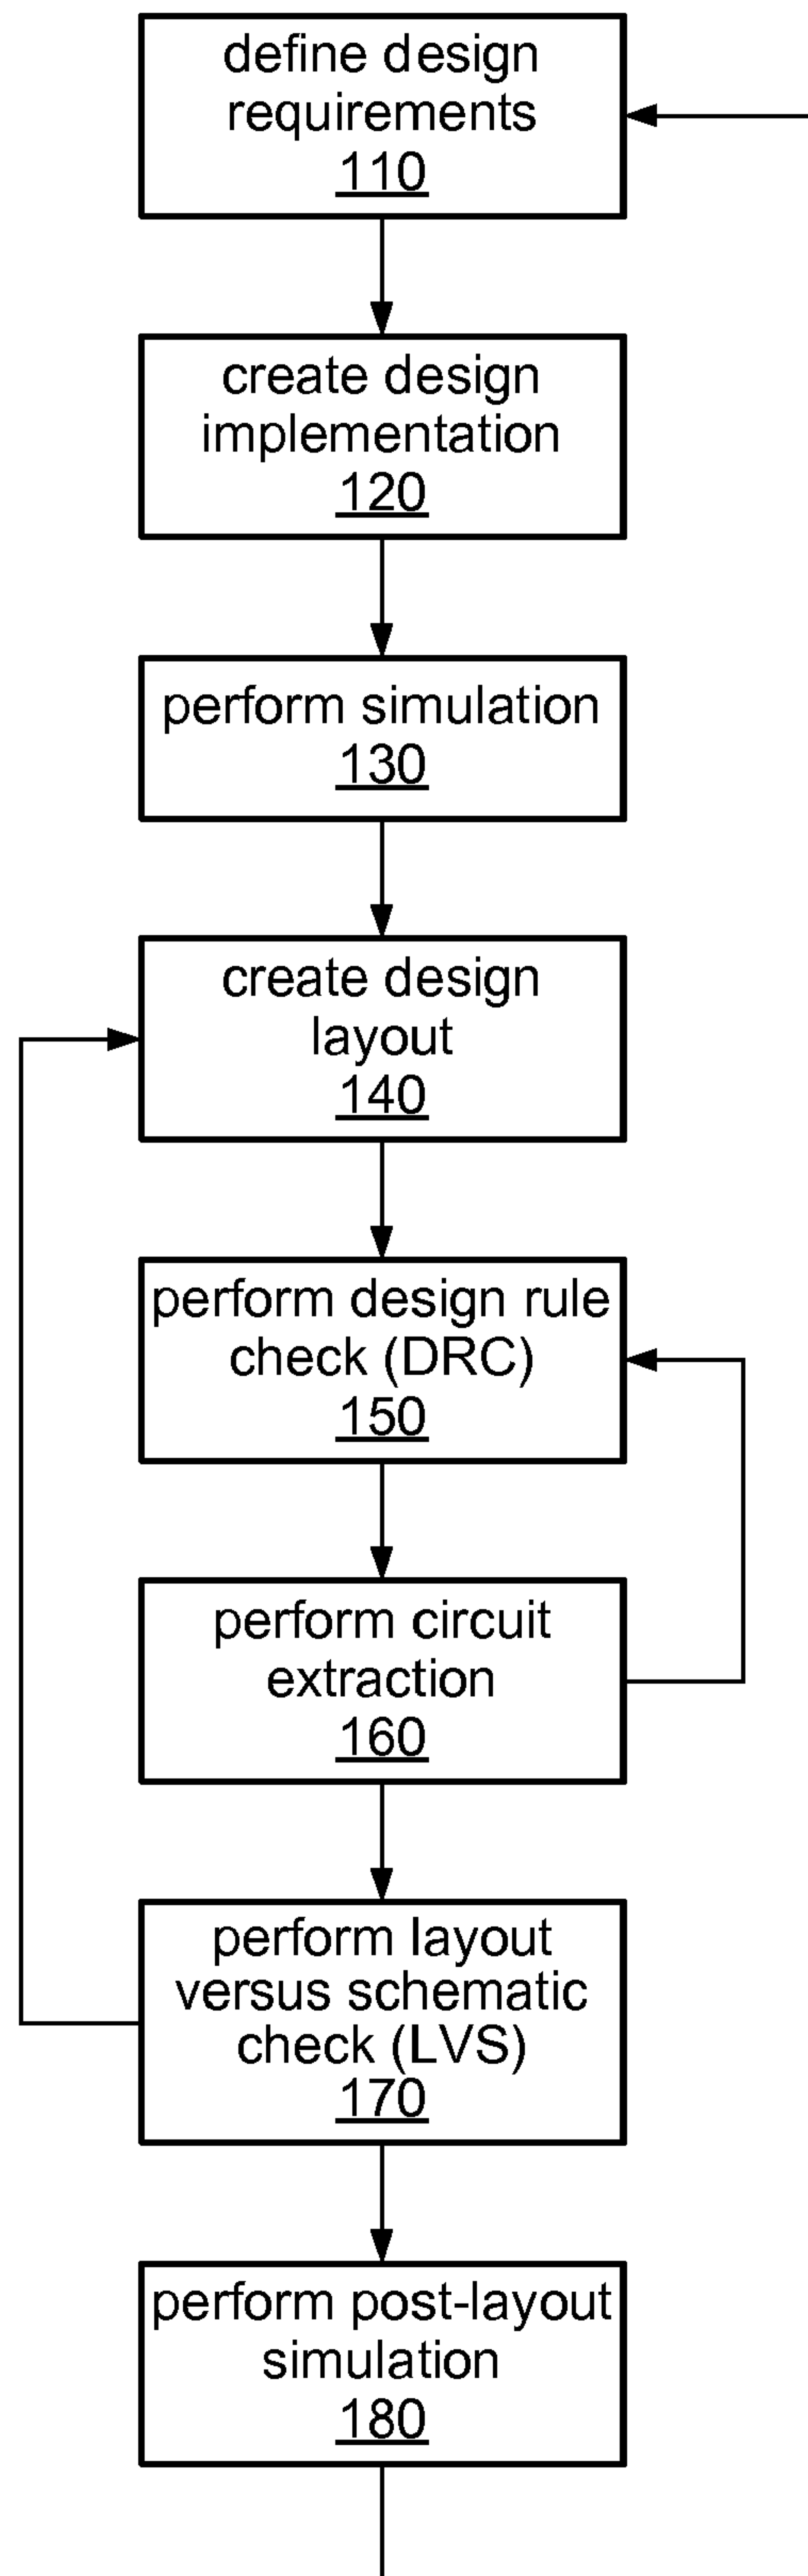 define design
requirements
110
create design
implementation
120
perform simulation
130
create design
layout
140
perform design rule
check (DRC)
150
perform circuit
extraction
160
perform layout
versus schematic
check (LVS)
170
perform post-layout
simulation
180